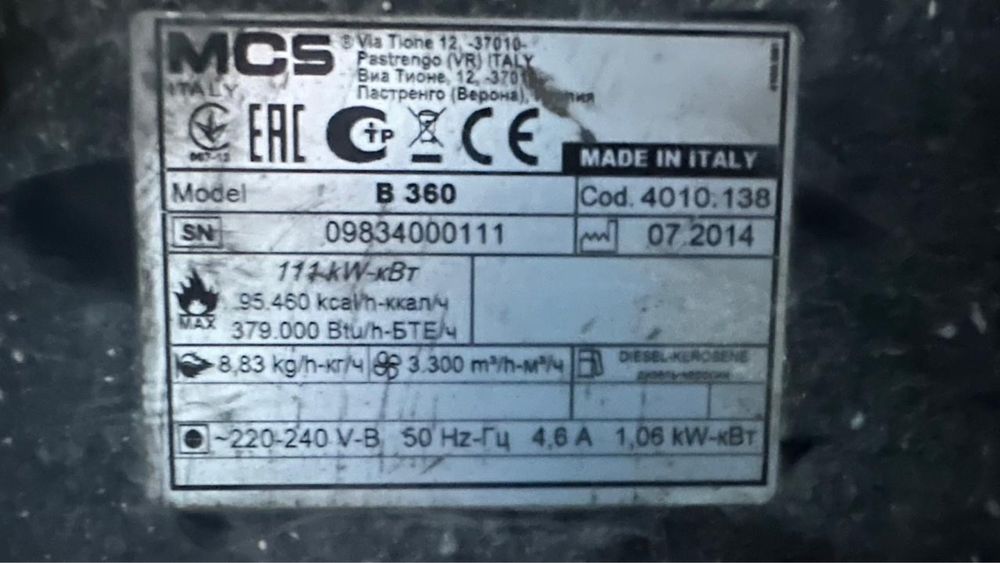 MCS
ITALY
® Via Tione 12, -37010-
Pastrengo (VR) ITALY
Виа Тионе, 12, -3701
Пастренго (Верона),
EAC
CTP
CE
MADE IN ITALY
Model B 360 Cod. 4010.138
SN 09834000111 07.2014
111 kW-кВт
95.460 kcal/h-ккал/ч
MAX 379.000 Btu/h-БТЕ/ч
8,83 kg/h-кг/ч 3.300 m³/h-м³/ч DIESEL-KEROSENE
~220-240 V-В 50 Hz-Гц 4,6 A 1,06 kW-кВт